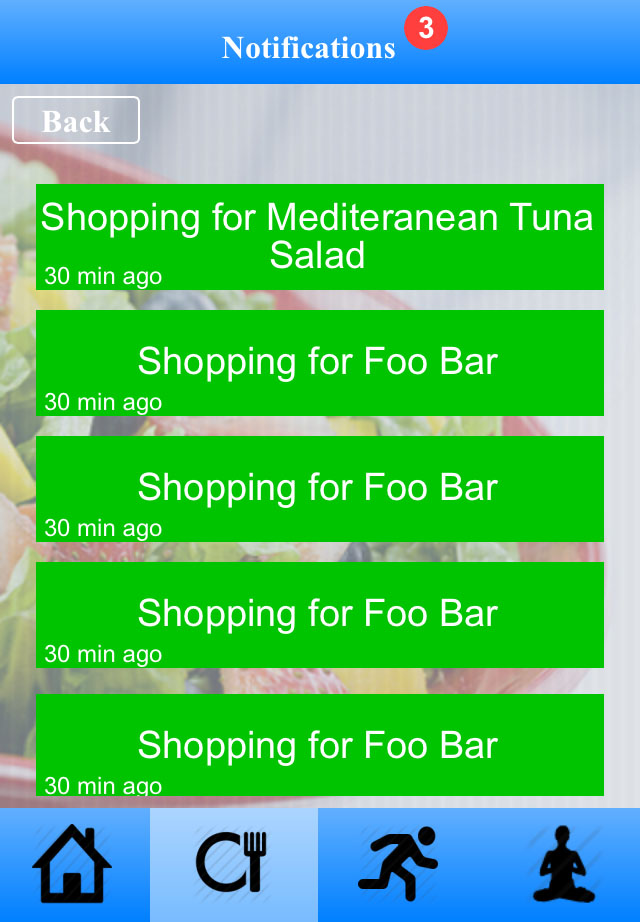 Notifications
3
Back
Shopping for Mediteranean Tuna
Salad
30 min ago
Shopping for Foo Bar
30 min ago
Shopping for Foo Bar
30 min ago
Shopping for Foo Bar
30 min ago
Shopping for Foo Bar
30 min ago